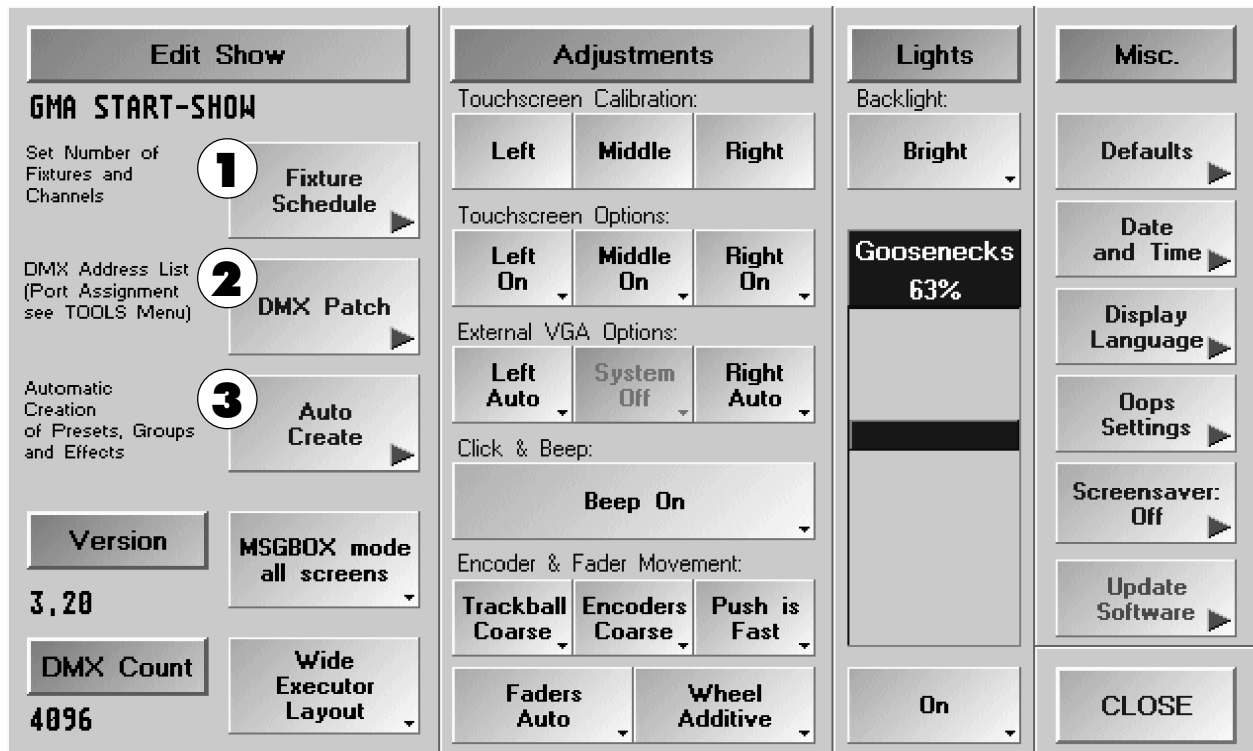 Edit Show
GMA START-SHOW
Set Number of
Fixtures and
Channels
1
Fixture
Schedule
DMX Address List
(Port Assignment
see TOOLS Menu)
2
DMX Patch
Automatic
Creation
of Presets, Groups
and Effects
3
Auto
Create
Version
3,20
MSGBOX mode
all screens
DMX Count
4096
Wide
Executor
Layout
Adjustments
Touchscreen Calibration:
Left
Middle
Right
Touchscreen Options:
Left
On
Middle
On
Right
On
External VGA Options:
Left
Auto
System
Off
Right
Auto
Click & Beep:
Beep On
Encoder & Fader Movement:
Trackball
Coarse
Encoders
Coarse
Push is
Fast
Faders
Auto
Wheel
Additive
Lights
Backlight:
Bright
Goosenecks
63%
On
Misc.
Defaults
Date
and Time
Display
Language
Oops
Settings
Screensaver:
Off
Update
Software
CLOSE